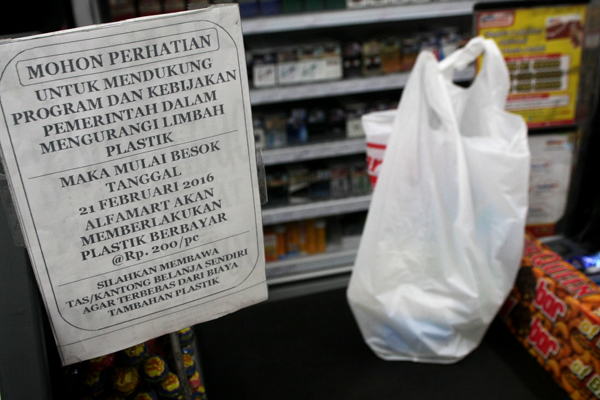 MOHON PERHATIAN
UNTUK MENDUKUNG
PROGRAM DAN KEBIJAKAN
PEMERINTAH DALAM
MENGURANGI LIMBAH
PLASTIK
MAKA MULAI BESOK
TANGGAL
21 FEBRUARI 2016
ALFAMART AKAN
MEMBERLAKUKAN
PLASTIK BERBAYAR
@Rp. 200/pc
SILAHKAN MEMBAWA
TAS/KANTONG BELANJA SENDIRI
AGAR TERBEBAS DARI BIAYA
TAMBAHAN PLASTIK
bar
bar